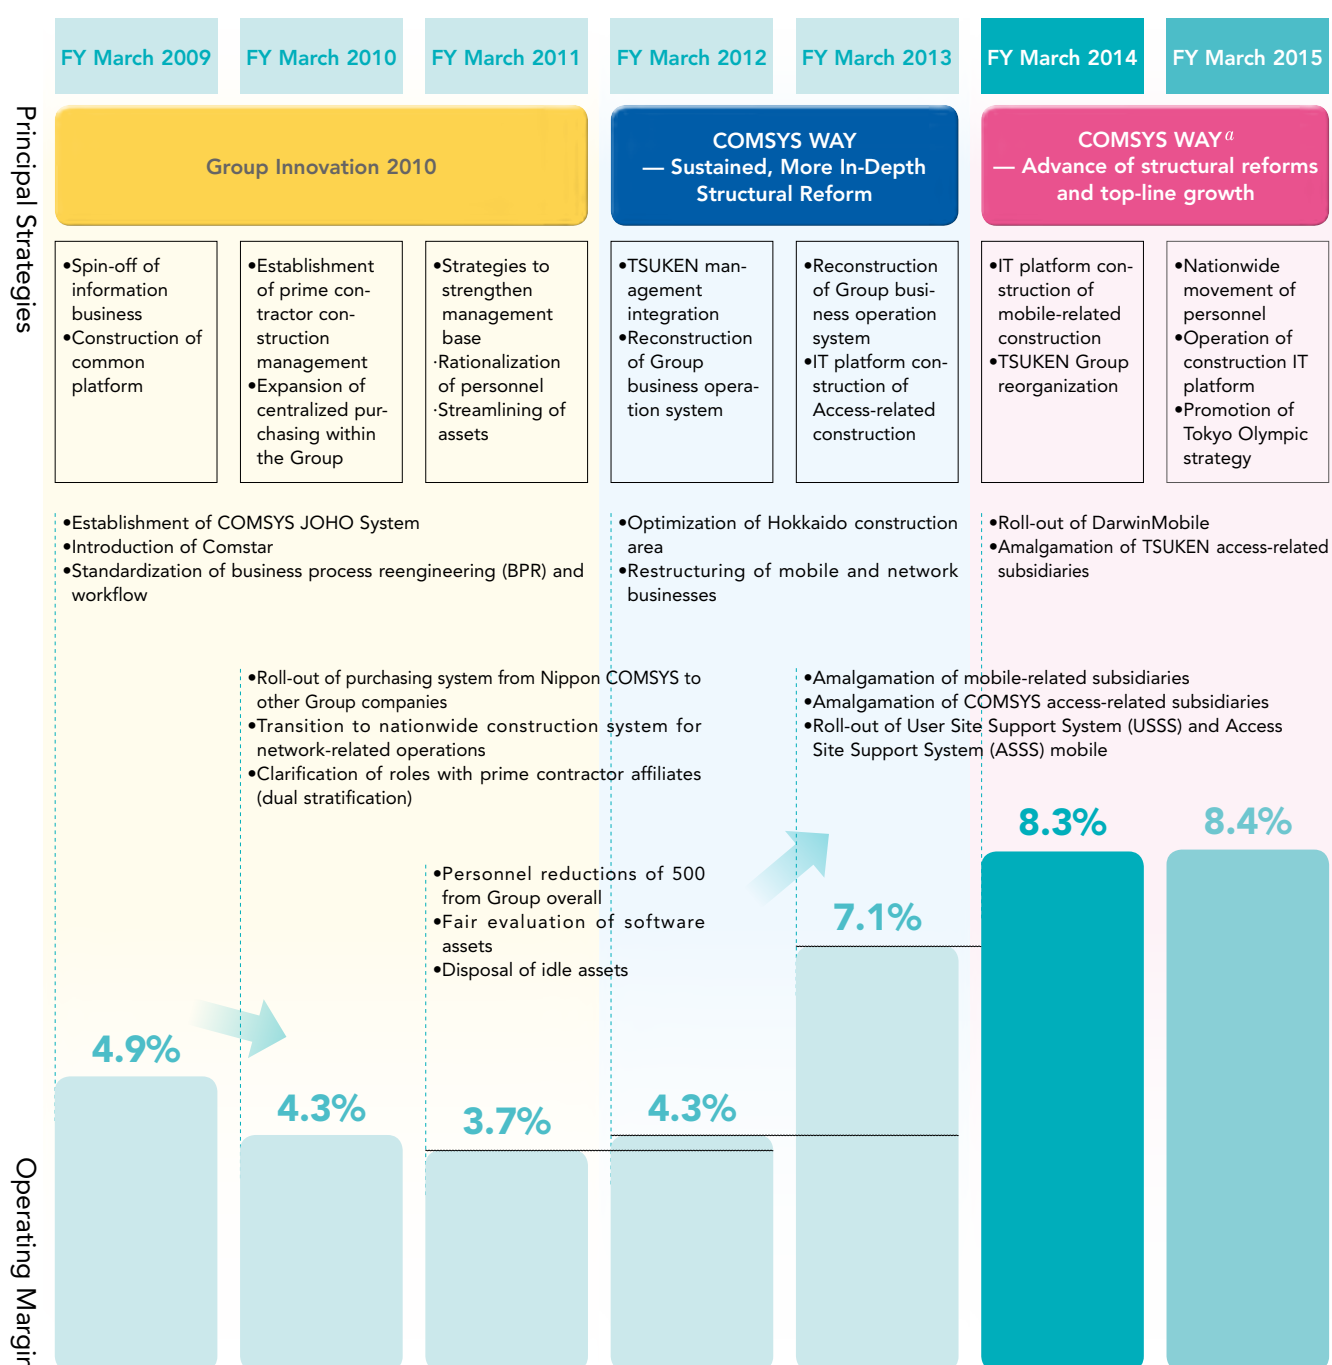 FY March 2009
FY March 2010
FY March 2011
FY March 2012
FY March 2013
FY March 2014
FY March 2015
Principal Strategies
Group Innovation 2010
COMSYS WAY
— Sustained, More In-Depth
Structural Reform
COMSYS WAY a
— Advance of structural reforms
and top-line growth
•Spin-off of
information
business
•Construction of
common
platform
•Establishment
of prime con-
tractor con-
struction
management
•Expansion of
centralized pur-
chasing within
the Group
•Strategies to
strengthen
management
base
·Rationalization
of personnel
·Streamlining of
assets
•TSUKEN man-
agement
integration
•Reconstruction
of Group
business opera-
tion system
•Reconstruction
of Group busi-
ness operation
system
•IT platform con-
struction of
Access-related
construction
•IT platform con-
struction of
mobile-related
construction
•TSUKEN Group
reorganization
•Nationwide
movement of
personnel
•Operation of
construction IT
platform
•Promotion of
Tokyo Olympic
strategy
•Establishment of COMSYS JOHO System
•Introduction of Comstar
•Standardization of business process reengineering (BPR) and
workflow
•Optimization of Hokkaido construction
area
•Restructuring of mobile and network
businesses
•Roll-out of DarwinMobile
•Amalgamation of TSUKEN access-related
subsidiaries
•Roll-out of purchasing system from Nippon COMSYS to
other Group companies
•Transition to nationwide construction system for
network-related operations
•Clarification of roles with prime contractor affiliates
(dual stratification)
•Amalgamation of mobile-related subsidiaries
•Amalgamation of COMSYS access-related subsidiaries
•Roll-out of User Site Support System (USSS) and Access
Site Support System (ASSS) mobile
•Personnel reductions of 500
from Group overall
•Fair evaluation of software
assets
•Disposal of idle assets
4.9%
4.3%
3.7%
4.3%
7.1%
8.3%
8.4%
Operating Margin